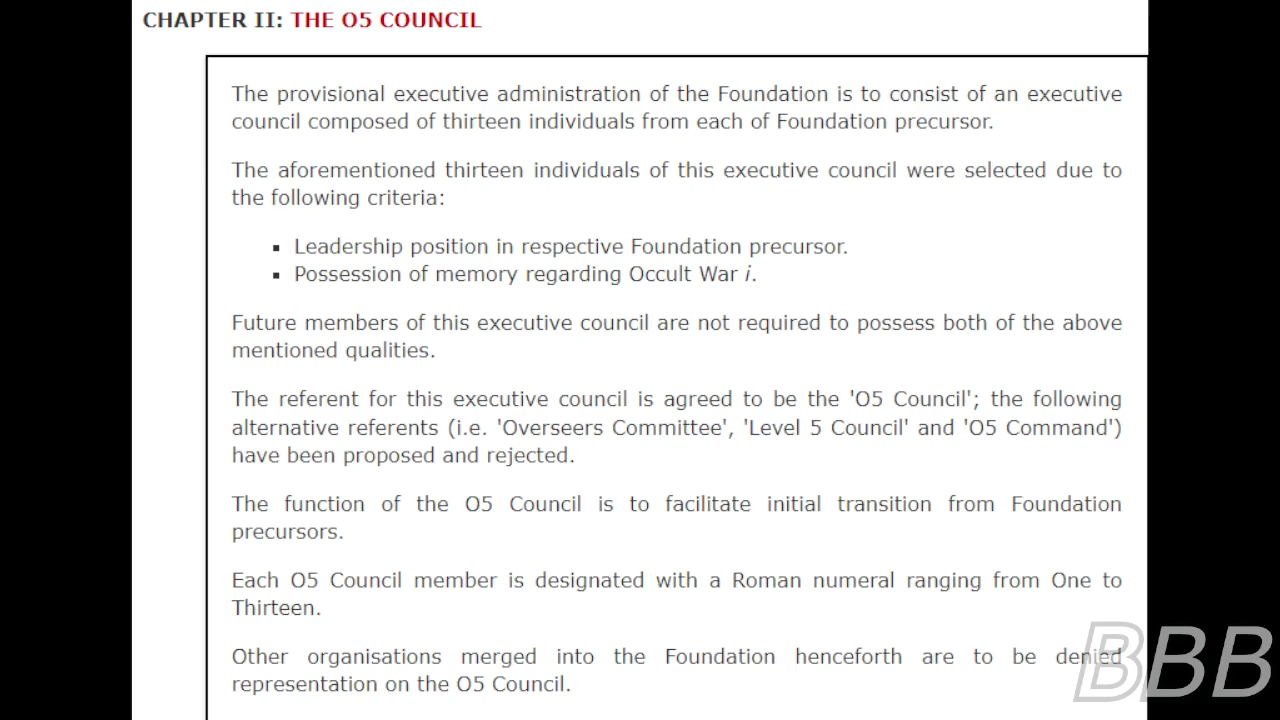 CHAPTER II: THE O5 COUNCIL
The provisional executive administration of the Foundation is to consist of an executive
council composed of thirteen individuals from each of Foundation precursor.
The aforementioned thirteen individuals of this executive council were selected due to
the following criteria:
▪ Leadership position in respective Foundation precursor.
▪ Possession of memory regarding Occult War i.
Future members of this executive council are not required to possess both of the above
mentioned qualities.
The referent for this executive council is agreed to be the 'O5 Council'; the following
alternative referents (i.e. 'Overseers Committee', 'Level 5 Council' and 'O5 Command')
have been proposed and rejected.
The function of the O5 Council is to facilitate initial transition from Foundation
precursors.
Each O5 Council member is designated with a Roman numeral ranging from One to
Thirteen.
Other organisations merged into the Foundation henceforth are to be denied
representation on the O5 Council.
BBB